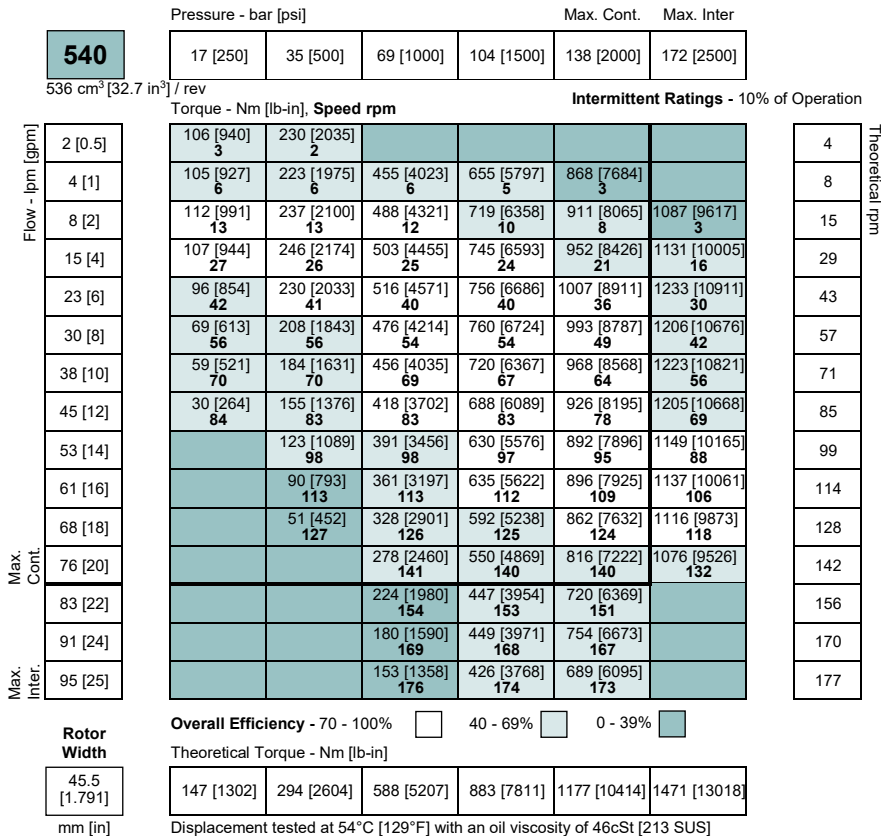 Pressure - bar [psi] Max. Cont. Max. Inter
540 17 [250] 35 [500] 69 [1000] 104 [1500] 138 [2000] 172 [2500]
536 cm³ [32.7 in³] / rev
Intermittent Ratings - 10% of Operation
Torque - Nm [lb-in], Speed rpm
Flow - lpm [gpm]
Theoretical rpm
2 [0.5] 106 [940] 230 [2035] 4
3 2
4 [1] 105 [927] 223 [1975] 455 [4023] 655 [5797] 868 [7684] 8
6 6 6 5 3
8 [2] 112 [991] 237 [2100] 488 [4321] 719 [6358] 911 [8065] 1087 [9617] 15
13 13 12 10 8 3
15 [4] 107 [944] 246 [2174] 503 [4455] 745 [6593] 952 [8426] 1131 [10005] 29
27 26 25 24 21 16
23 [6] 96 [854] 230 [2033] 516 [4571] 756 [6686] 1007 [8911] 1233 [10911] 43
42 41 40 40 36 30
30 [8] 69 [613] 208 [1843] 476 [4214] 760 [6724] 993 [8787] 1206 [10676] 57
56 56 54 54 49 42
38 [10] 59 [521] 184 [1631] 456 [4035] 720 [6367] 968 [8568] 1223 [10821] 71
70 70 69 67 64 56
45 [12] 30 [264] 155 [1376] 418 [3702] 688 [6089] 926 [8195] 1205 [10668] 85
84 83 83 83 78 69
53 [14] 123 [1089] 391 [3456] 630 [5576] 892 [7896] 1149 [10165] 99
98 98 97 95 88
61 [16] 90 [793] 361 [3197] 635 [5622] 896 [7925] 1137 [10061] 114
113 113 112 109 106
68 [18] 51 [452] 328 [2901] 592 [5238] 862 [7632] 1116 [9873] 128
127 126 125 124 118
Max. Cont.
76 [20] 278 [2460] 550 [4869] 816 [7222] 1076 [9526] 142
141 140 140 132
83 [22] 224 [1980] 447 [3954] 720 [6369] 156
154 153 151
91 [24] 180 [1590] 449 [3971] 754 [6673] 170
169 168 167
Max. Inter.
95 [25] 153 [1358] 426 [3768] 689 [6095] 177
176 174 173
Overall Efficiency - 70 - 100% 40 - 69% 0 - 39%
Rotor
Width
Theoretical Torque - Nm [lb-in]
45.5
[1.791]
147 [1302] 294 [2604] 588 [5207] 883 [7811] 1177 [10414] 1471 [13018]
mm [in] Displacement tested at 54°C [129°F] with an oil viscosity of 46cSt [213 SUS]